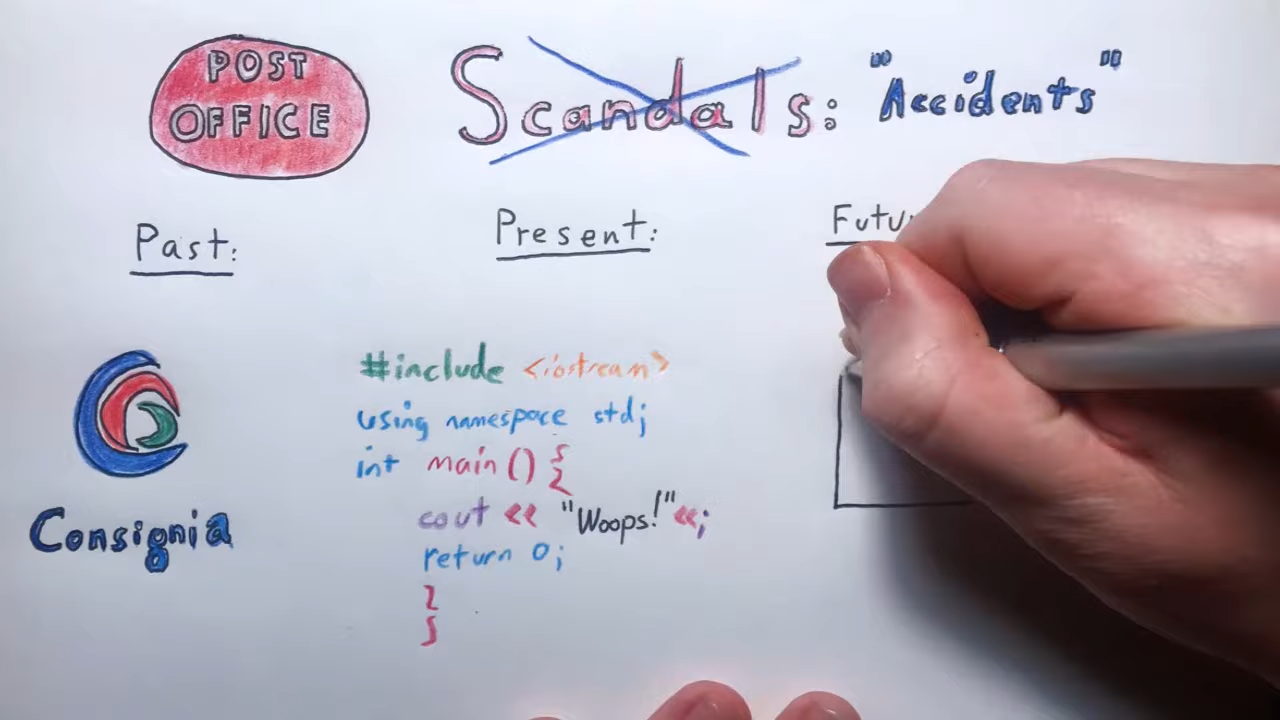 POST
OFFICE
Scandals: "Accidents"
Past:
Consignia
Present:
#include <iostream>
using namespace std;
int main() {
cout << "Woops!"<<;
return 0;
}